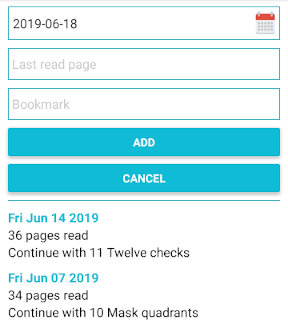 2019-06-18
Last read page
Bookmark
ADD
CANCEL
Fri Jun 14 2019
36 pages read
Continue with 11 Twelve checks
Fri Jun 07 2019
34 pages read
Continue with 10 Mask quadrants